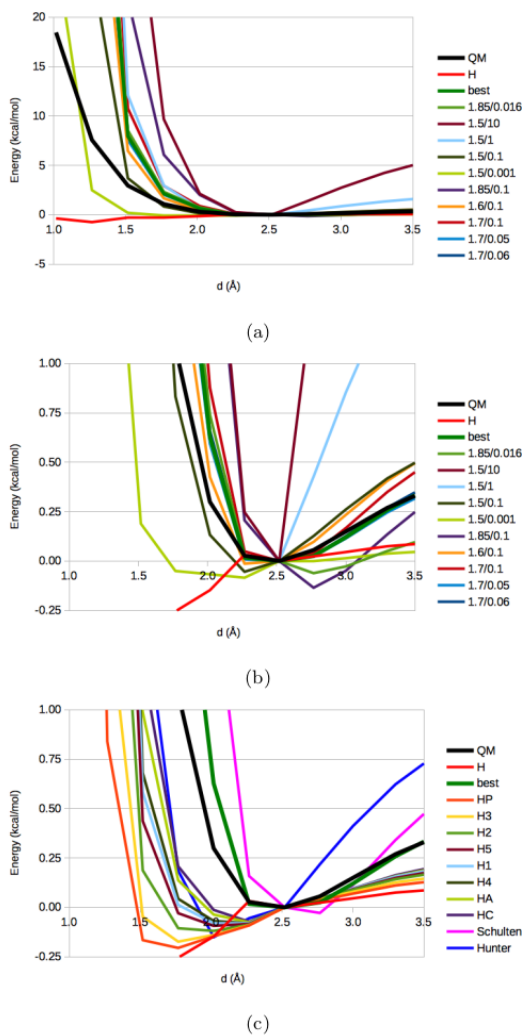 20
15
10
5
0
-5
Energy (kcal/mol)
1.0 1.5 2.0 2.5 3.0 3.5
d (Å)
QM
H
best
1.85/0.016
1.5/10
1.5/1
1.5/0.1
1.5/0.001
1.85/0.1
1.6/0.1
1.7/0.1
1.7/0.05
1.7/0.06
(a)
1.00
0.75
0.50
0.25
0.00
-0.25
Energy (kcal/mol)
1.0 1.5 2.0 2.5 3.0 3.5
d (Å)
QM
H
best
1.85/0.016
1.5/10
1.5/1
1.5/0.1
1.5/0.001
1.85/0.1
1.6/0.1
1.7/0.1
1.7/0.05
1.7/0.06
(b)
1.00
0.75
0.50
0.25
0.00
-0.25
Energy (kcal/mol)
1.0 1.5 2.0 2.5 3.0 3.5
d (Å)
QM
H
best
HP
H3
H2
H5
H1
H4
HA
HC
Schulten
Hunter
(c)